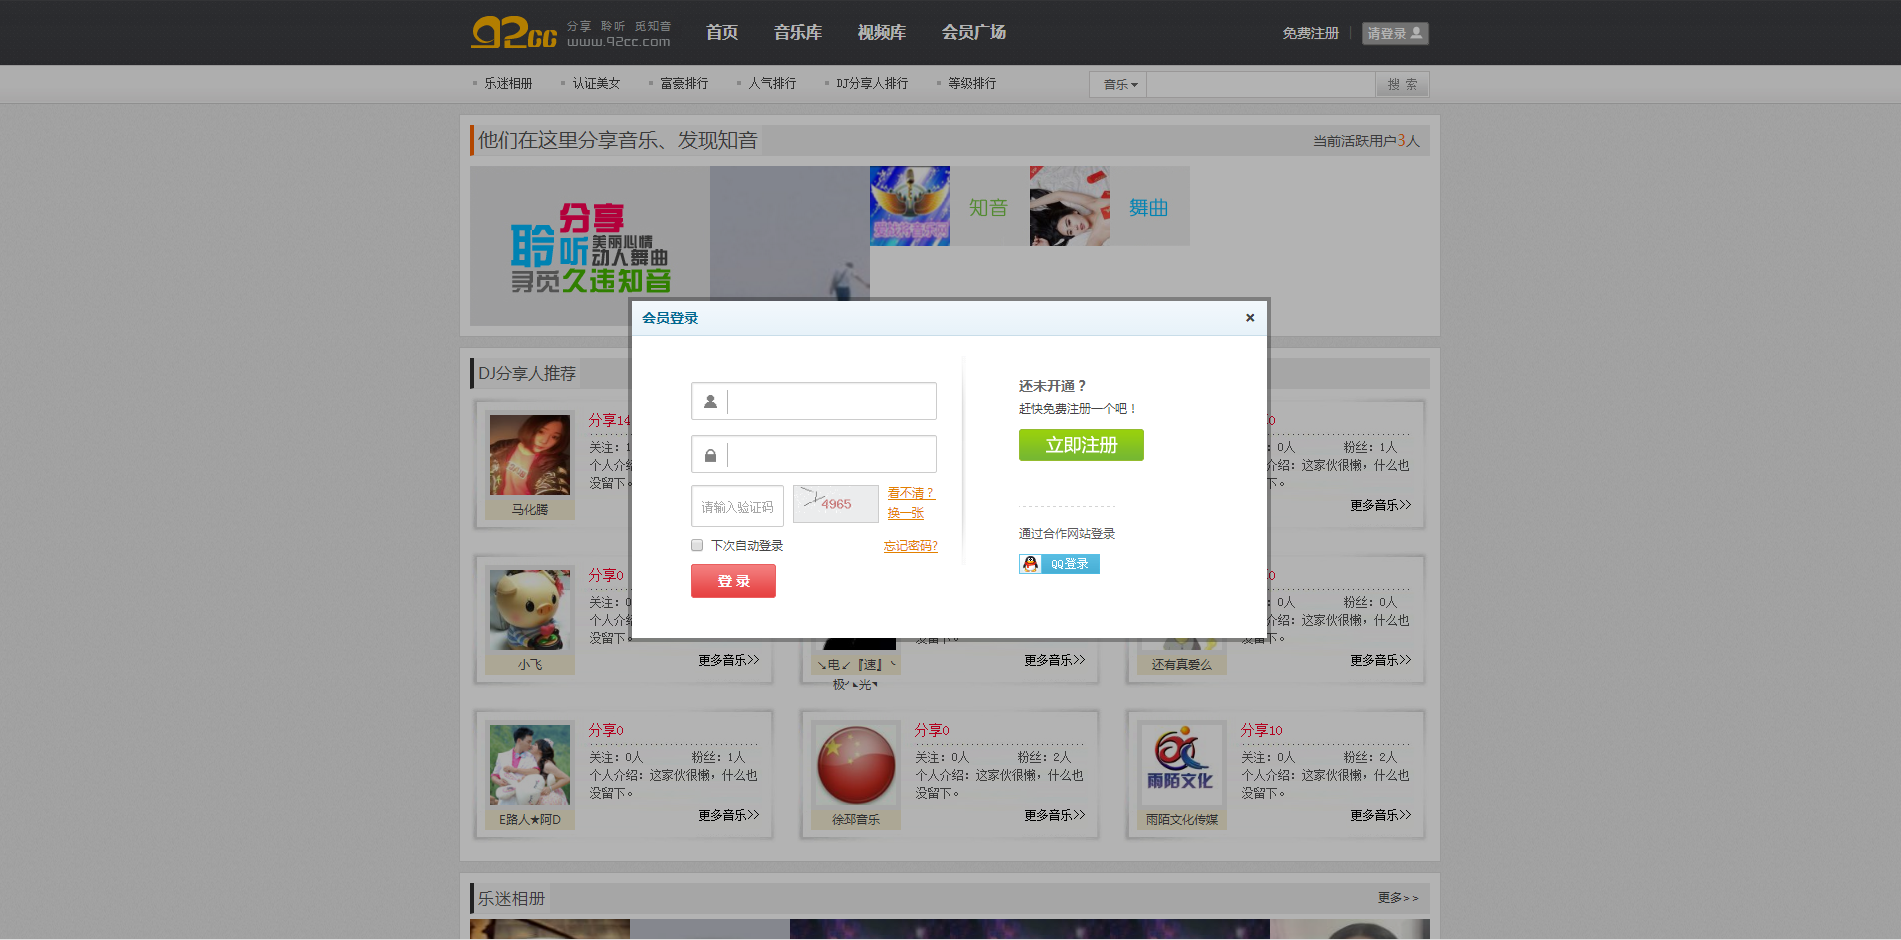 92cc 分享 聆听 觅知音
www.92cc.com
首页 音乐库 视频库 会员广场
免费注册 请登录
乐迷相册 认证美女 富豪排行 人气排行 DJ分享人排行 等级排行
音乐 搜 索
他们在这里分享音乐、发现知音
当前活跃用户3人
分享
聆听 美丽心情
动人舞曲
寻觅久违知音
知音
舞曲
会员登录
×
请输入验证码
4965
看不清？
换一张
下次自动登录
忘记密码?
登 录
还未开通？
赶快免费注册一个吧！
立即注册
通过合作网站登录
QQ登录
DJ分享人推荐
分享14
关注：1
个人介绍
没留下。
马化腾
0
：0人 粉丝：1人
介绍：这家伙很懒，什么也
下。
更多音乐>>
分享0
关注：0
个人介绍
没留下。
小飞
更多音乐>>
没留下。
↘电↙『速』丶
更多音乐>>
0
：0人 粉丝：0人
介绍：这家伙很懒，什么也
下。
还有真爱么
更多音乐>>
分享0
关注：0人 粉丝：1人
个人介绍：这家伙很懒，什么也
没留下。
E路人★阿D
更多音乐>>
分享0
关注：0人 粉丝：2人
个人介绍：这家伙很懒，什么也
没留下。
徐邳音乐
更多音乐>>
分享10
关注：0人 粉丝：2人
个人介绍：这家伙很懒，什么也
没留下。
雨陌文化
雨陌文化传媒
更多音乐>>
乐迷相册
更多>>